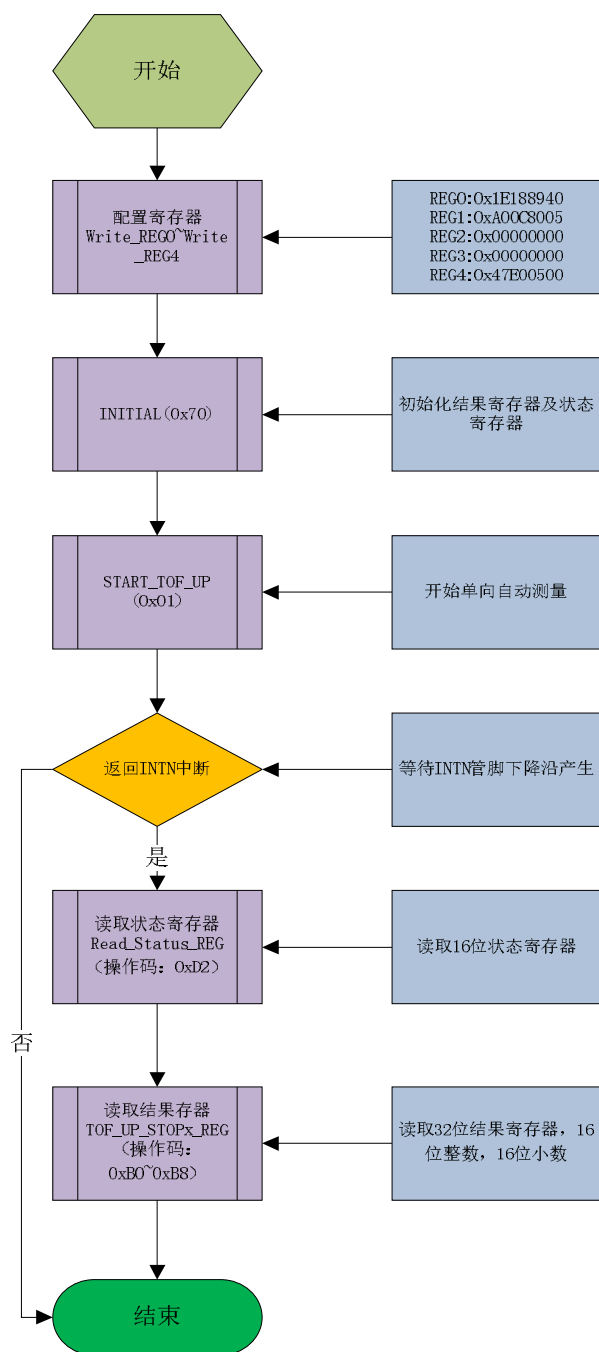 开始
配置寄存器
Write_REG0~Write
_REG4
REG0:0x1E188940
REG1:0xA00C8005
REG2:0x00000000
REG3:0x00000000
REG4:0x47E00500
INITIAL(0x70)
初始化结果寄存器及状态
寄存器
START_TOF_UP
(0x01)
开始单向自动测量
返回INTN中断
等待INTN管脚下降沿产生
是
读取状态寄存器
Read_Status_REG
(操作码：0xD2)
读取16位状态寄存器
否
读取结果存器
TOF_UP_STOPx_REG
(操作码：
0xB0~0xB8)
读取32位结果寄存器，16
位整数，16位小数
结束